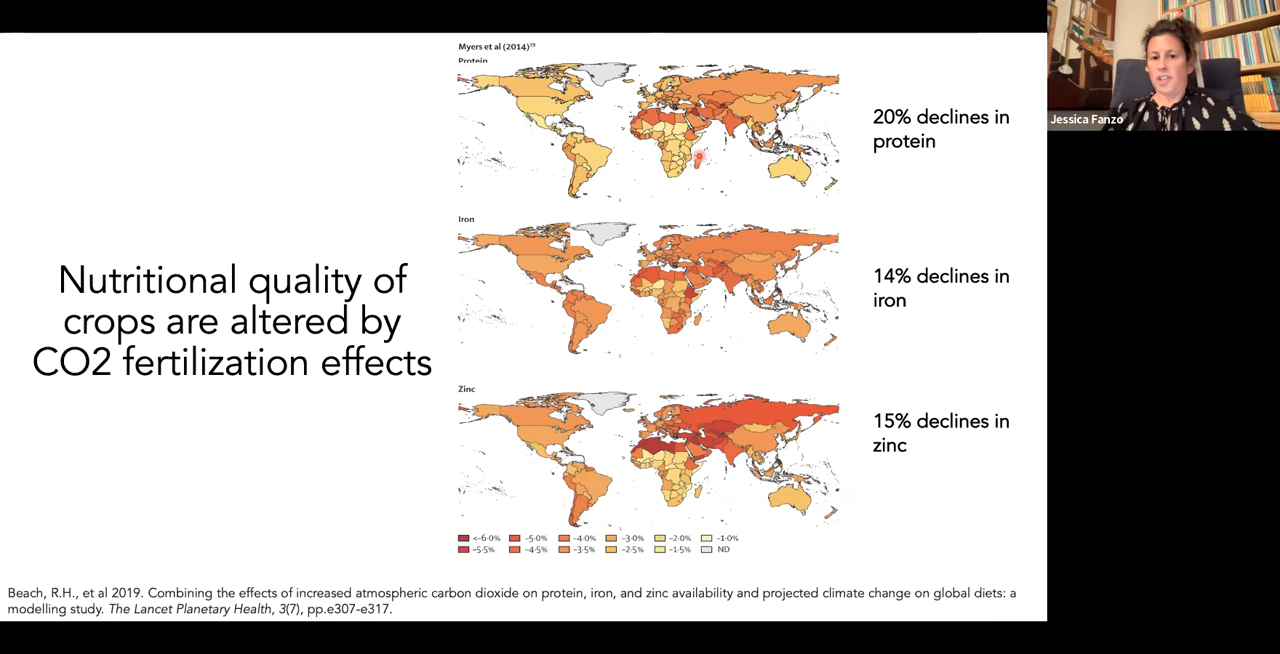 Myers et al (2014)¹⁹
Protein
Jessica Fanzo
20% declines in
protein
Iron
Nutritional quality of
crops are altered by
CO2 fertilization effects
14% declines in
iron
Zinc
15% declines in
zinc
<-6·0% -5·0% -4·0% -3·0% -2·0% -1·0%
-5·5% -4·5% -3·5% -2·5% -1·5% ND
Beach, R.H., et al 2019. Combining the effects of increased atmospheric carbon dioxide on protein, iron, and zinc availability and projected climate change on global diets: a
modelling study. The Lancet Planetary Health, 3(7), pp.e307-e317.